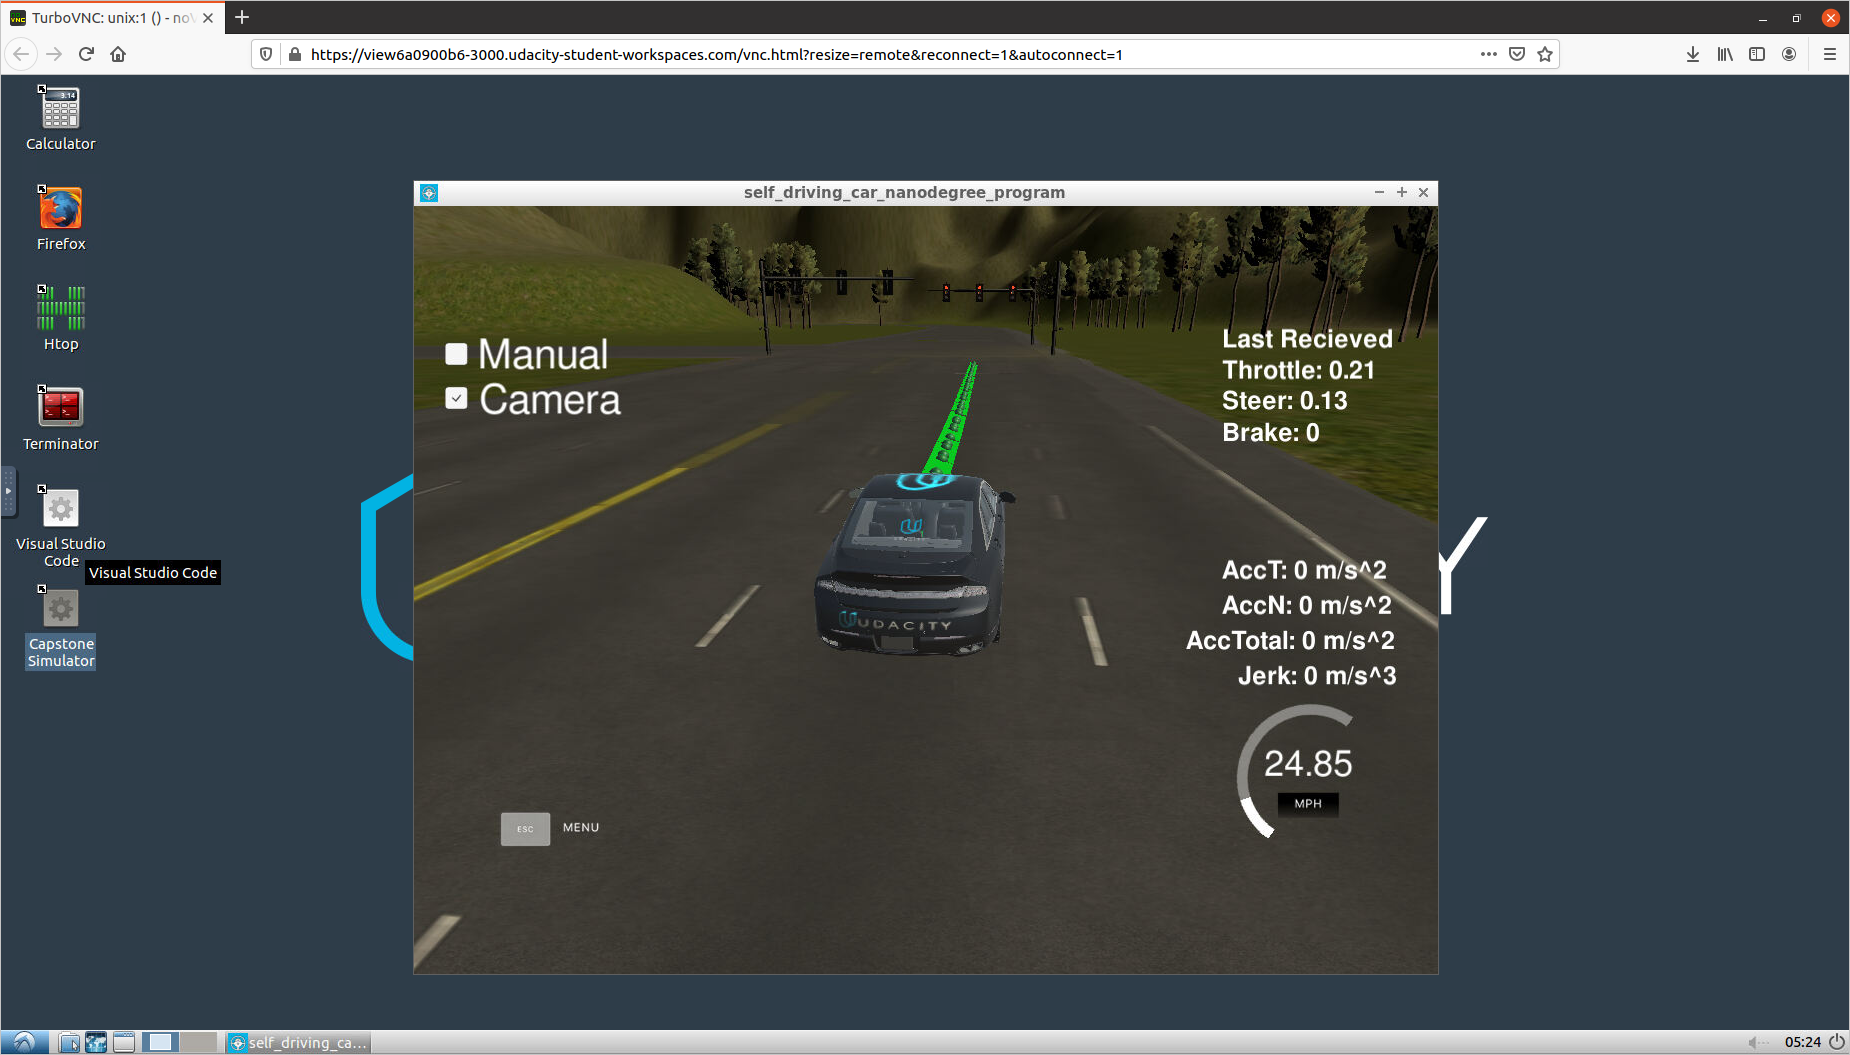 TurboVNC: unix:1 () - noV
https://view6a0900b6-3000.udacity-student-workspaces.com/vnc.html?resize=remote&reconnect=1&autoconnect=1
3.14
Calculator
Firefox
Htop
Terminator
Visual Studio
Code
Visual Studio Code
Capstone
Simulator
self_driving_car_nanodegree_program
Manual
Camera
Last Recieved
Throttle: 0.21
Steer: 0.13
Brake: 0
AccT: 0 m/s^2
AccN: 0 m/s^2
AccTotal: 0 m/s^2
Jerk: 0 m/s^3
24.85
MPH
UDACITY
ESC
MENU
Y
self_driving_ca...
05:24